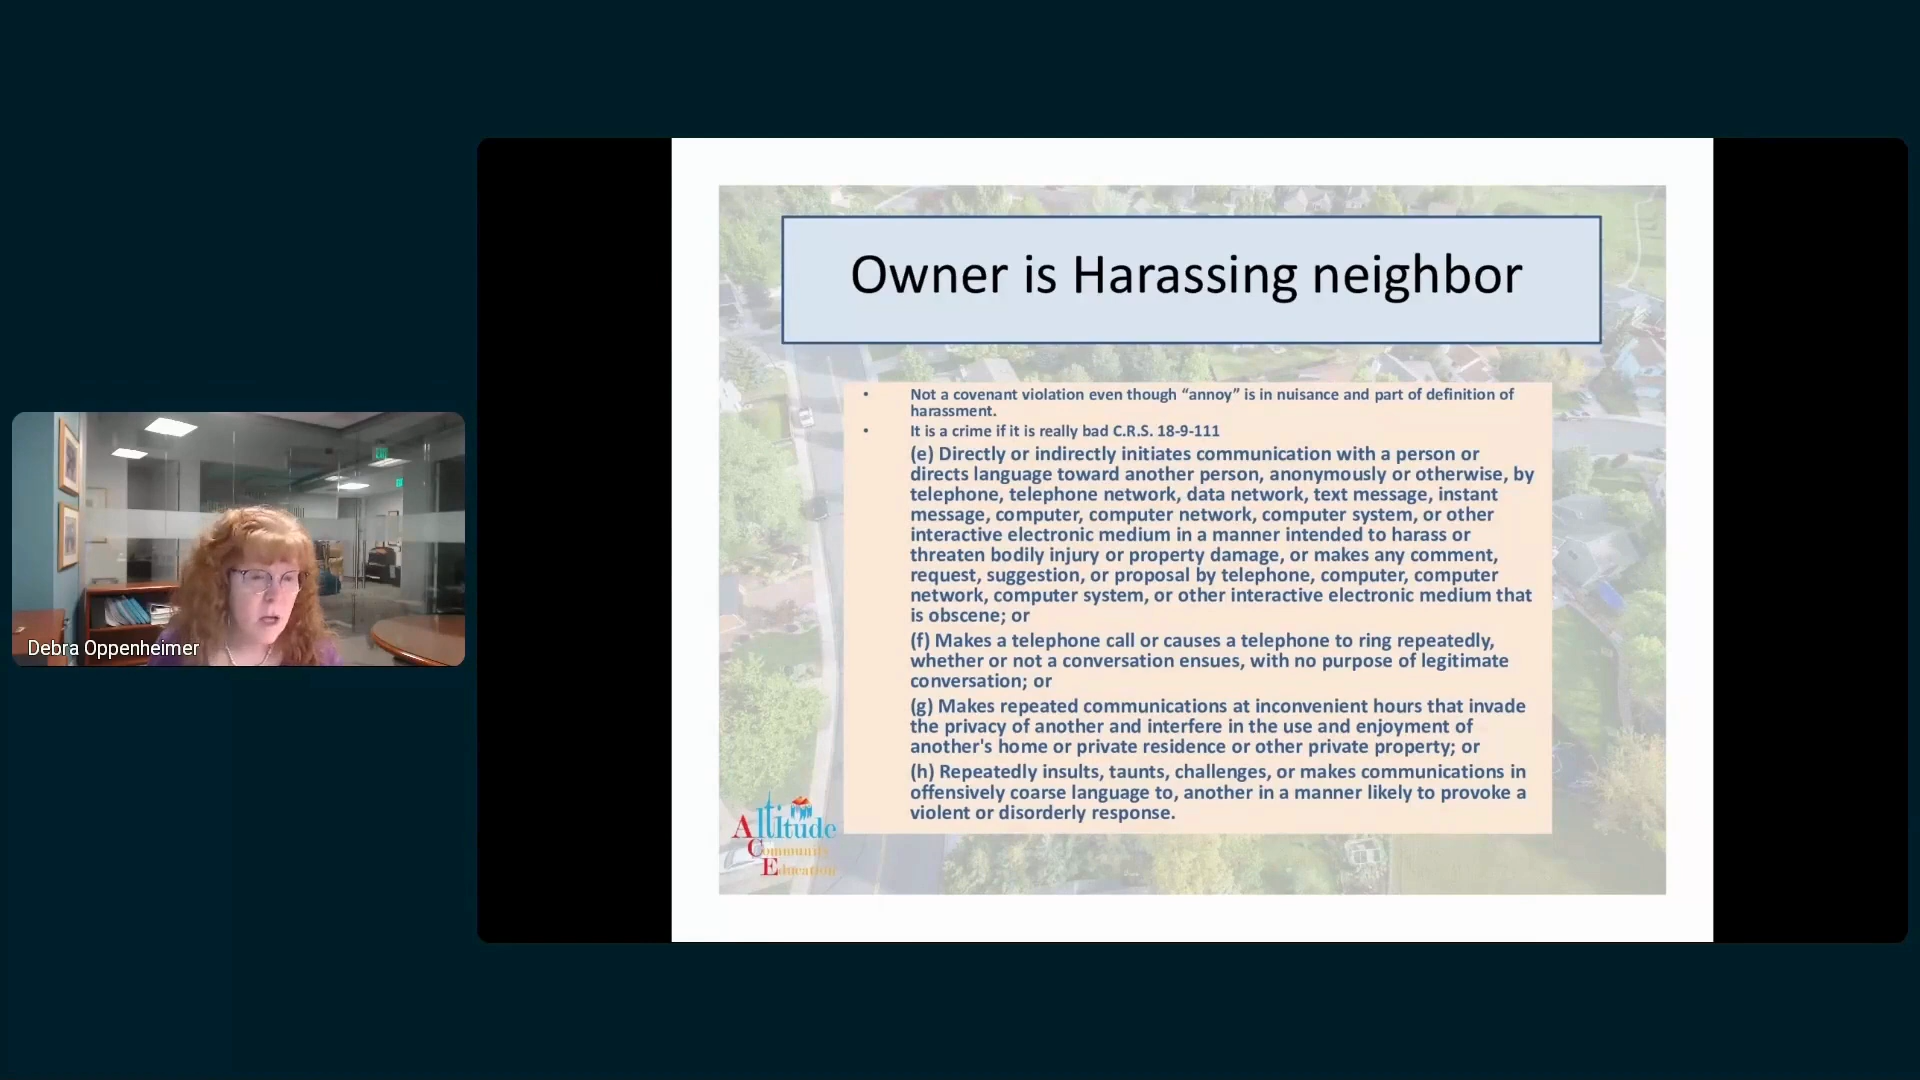 Owner is Harassing neighbor
• Not a covenant violation even though “annoy” is in nuisance and part of definition of
harassment.
• It is a crime if it is really bad C.R.S. 18-9-111
(e) Directly or indirectly initiates communication with a person or
directs language toward another person, anonymously or otherwise, by
telephone, telephone network, data network, text message, instant
message, computer, computer network, computer system, or other
interactive electronic medium in a manner intended to harass or
threaten bodily injury or property damage, or makes any comment,
request, suggestion, or proposal by telephone, computer, computer
network, computer system, or other interactive electronic medium that
is obscene; or
(f) Makes a telephone call or causes a telephone to ring repeatedly,
whether or not a conversation ensues, with no purpose of legitimate
conversation; or
(g) Makes repeated communications at inconvenient hours that invade
the privacy of another and interfere in the use and enjoyment of
another's home or private residence or other private property; or
(h) Repeatedly insults, taunts, challenges, or makes communications in
offensively coarse language to, another in a manner likely to provoke a
violent or disorderly response.
Altitude
Community
Education
Debra Oppenheimer